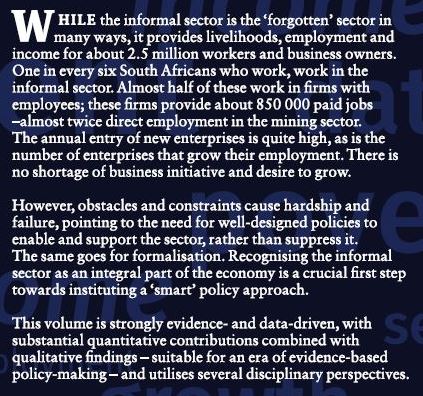 WHILE the informal sector is the ‘forgotten’ sector in
many ways, it provides livelihoods, employment and
income for about 2.5 million workers and business owners.
One in every six South Africans who work, work in the
informal sector. Almost half of these work in firms with
employees; these firms provide about 850 000 paid jobs
–almost twice direct employment in the mining sector.
The annual entry of new enterprises is quite high, as is the
number of enterprises that grow their employment. There is
no shortage of business initiative and desire to grow.

However, obstacles and constraints cause hardship and
failure, pointing to the need for well-designed policies to
enable and support the sector, rather than suppress it.
The same goes for formalisation. Recognising the informal
sector as an integral part of the economy is a crucial first step
towards instituting a ‘smart’ policy approach.

This volume is strongly evidence- and data-driven, with
substantial quantitative contributions combined with
qualitative findings – suitable for an era of evidence-based
policy-making – and utilises several disciplinary perspectives.